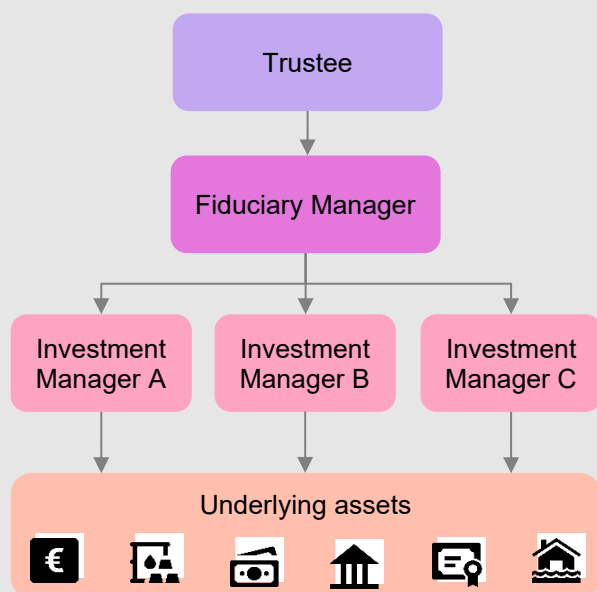 Trustee
Fiduciary Manager
Investment
Manager A
Investment
Manager B
Investment
Manager C
Underlying assets
€